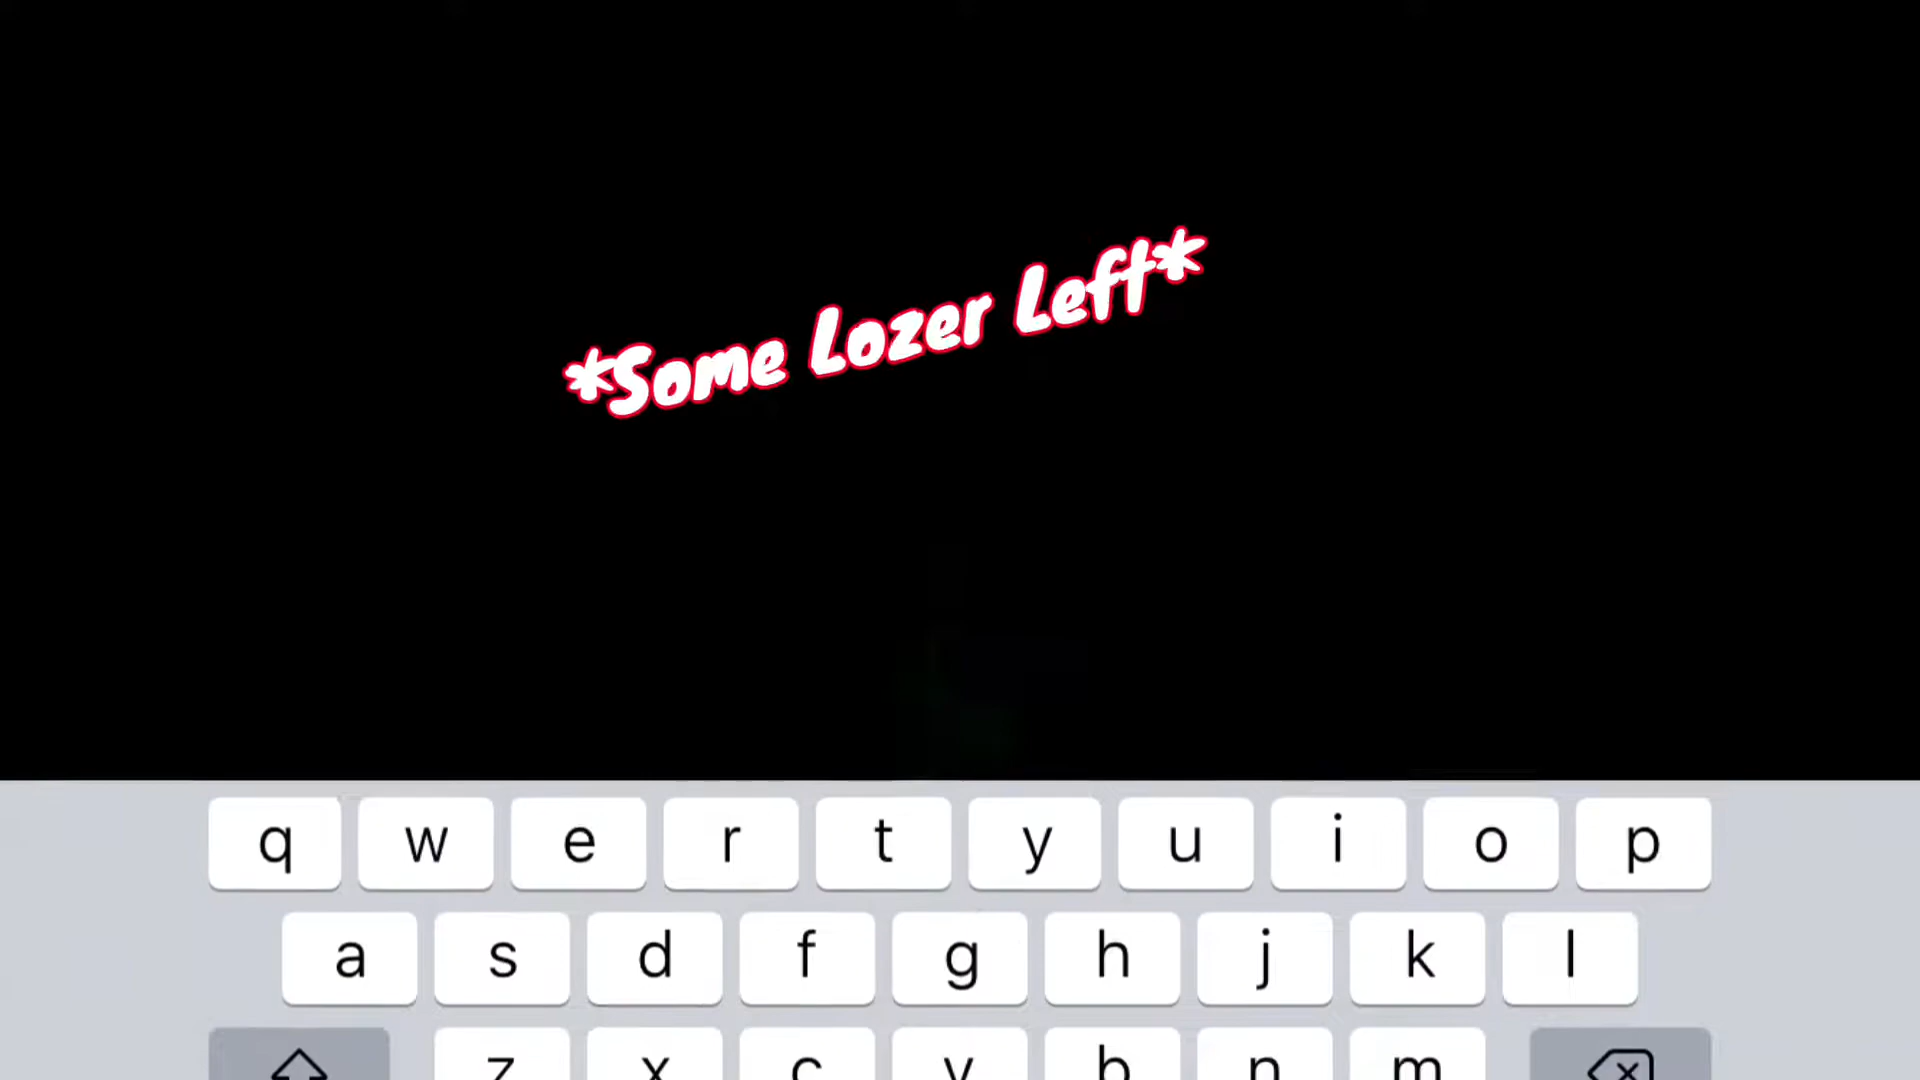 *Some Lozer Left*
q w e r t y u i o p
a s d f g h j k l
z x c v b n m